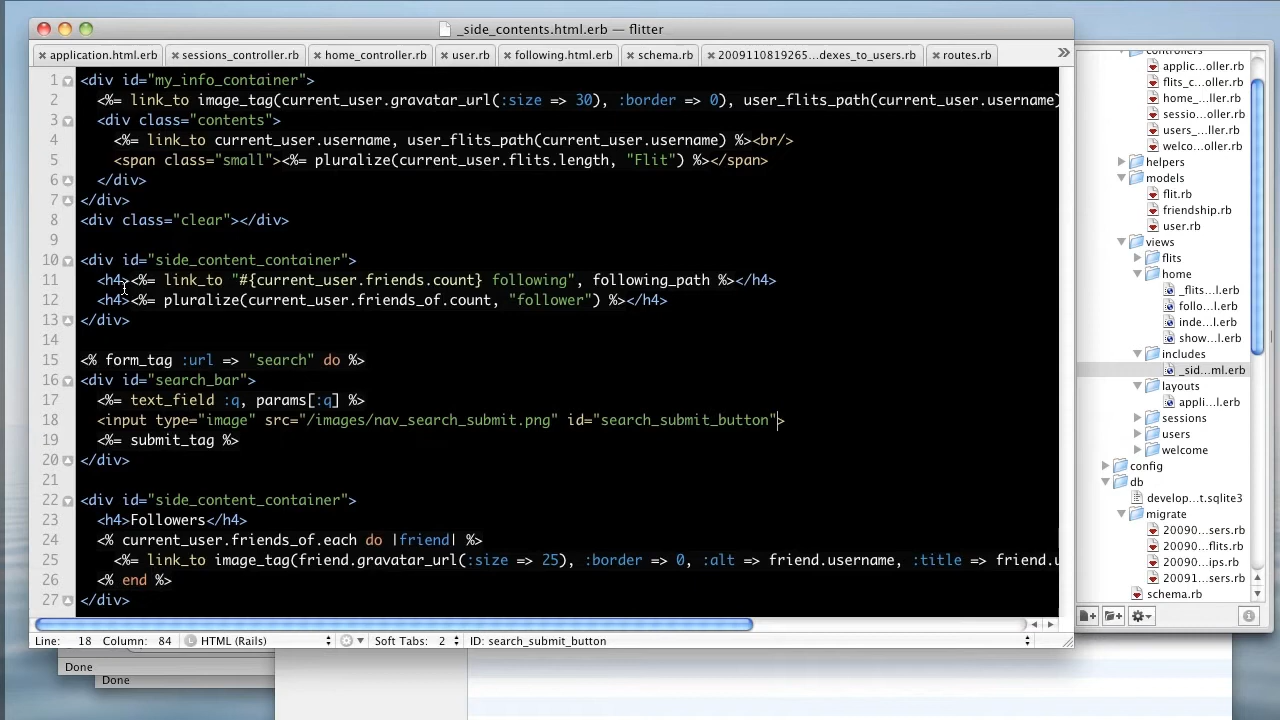 _side_contents.html.erb — flitter
application.html.erb sessions_controller.rb home_controller.rb user.rb following.html.erb schema.rb 2009110819265...dexes_to_users.rb routes.rb
1 <div id="my_info_container">
2 <%= link_to image_tag(current_user.gravatar_url(:size => 30), :border => 0), user_flits_path(current_user.username)
3 <div class="contents">
4 <%= link_to current_user.username, user_flits_path(current_user.username) %><br/>
5 <span class="small"><%= pluralize(current_user.flits.length, "Flit") %></span>
6 </div>
7 </div>
8 <div class="clear"></div>
9
10 <div id="side_content_container">
11 <h4><%= link_to "#{current_user.friends.count} following", following_path %></h4>
12 <h4><%= pluralize(current_user.friends_of.count, "follower") %></h4>
13 </div>
14
15 <% form_tag :url => "search" do %>
16 <div id="search_bar">
17 <%= text_field :q, params[:q] %>
18 <input type="image" src="/images/nav_search_submit.png" id="search_submit_button">
19 <%= submit_tag %>
20 </div>
21
22 <div id="side_content_container">
23 <h4>Followers</h4>
24 <% current_user.friends_of.each do |friend| %>
25 <%= link_to image_tag(friend.gravatar_url(:size => 25), :border => 0, :alt => friend.username, :title => friend.u
26 <% end %>
27 </div>
Line: 18 Column: 84 L HTML (Rails) Soft Tabs: 2 ID: search_submit_button
Done
Done
controllers
applic...oller.rb
flits_c...oller.rb
home_...ller.rb
sessio...oller.rb
users_...ller.rb
welco...oller.rb
helpers
models
flit.rb
friendship.rb
user.rb
views
flits
home
_flits...l.erb
follo...l.erb
inde...l.erb
show...l.erb
includes
_sid...ml.erb
layouts
appli...l.erb
sessions
users
welcome
config
db
develop...t.sqlite3
migrate
20090...sers.rb
20090...flits.rb
20090...ips.rb
20091...sers.rb
schema.rb